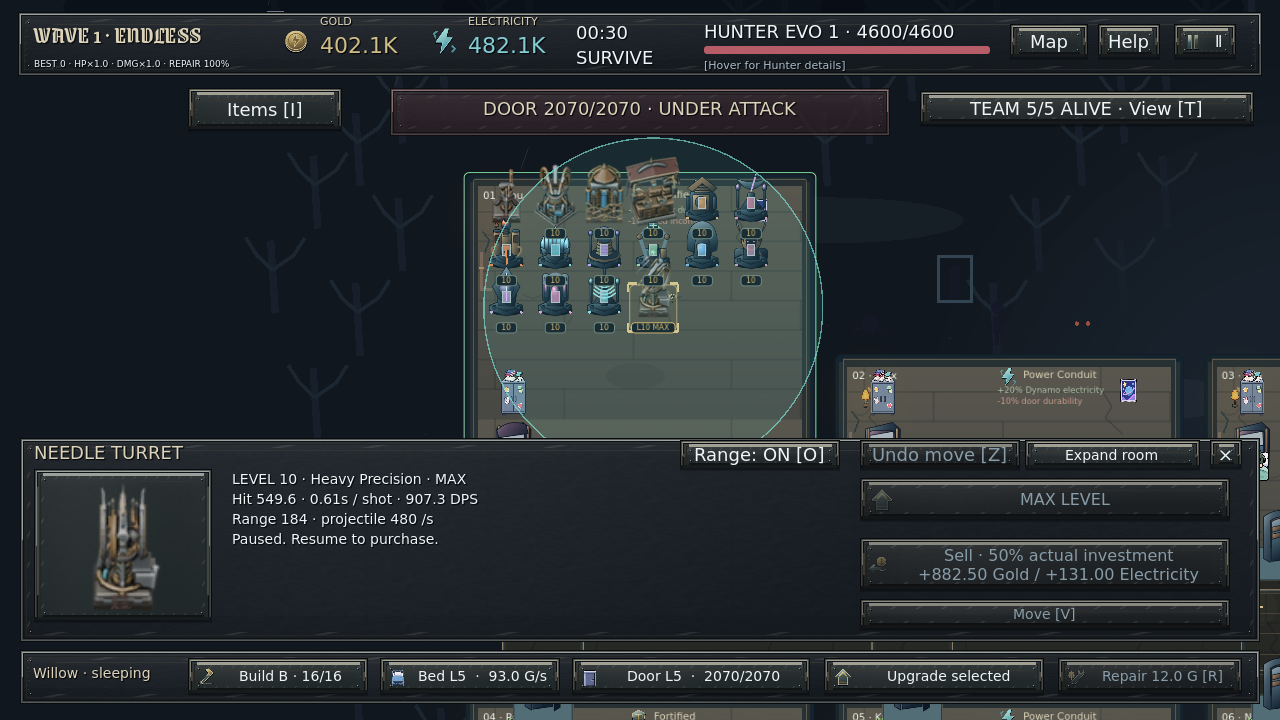 WAVE 1 · ENDLESS
BEST 0 · HP×1.0 · DMG×1.0 · REPAIR 100%
GOLD
402.1K
ELECTRICITY
482.1K
00:30
SURVIVE
HUNTER EVO 1 · 4600/4600
[Hover for Hunter details]
Map
Help
Items [I]
DOOR 2070/2070 · UNDER ATTACK
TEAM 5/5 ALIVE · View [T]
01
10 10 10 10 10
10 10 10 10 10 10
10 10 10 L10 MAX
02
Power Conduit
+20% Dynamo electricity
-10% door durability
03 ·
NEEDLE TURRET
Range: ON [O]
Undo move [Z]
Expand room
×
LEVEL 10 · Heavy Precision · MAX
Hit 549.6 · 0.61s / shot · 907.3 DPS
Range 184 · projectile 480 /s
Paused. Resume to purchase.
MAX LEVEL
Sell · 50% actual investment
+882.50 Gold / +131.00 Electricity
Move [V]
Willow · sleeping
Build B · 16/16
Bed L5 · 93.0 G/s
Door L5 · 2070/2070
Upgrade selected
Repair 12.0 G [R]
04 · R
Fortified
05 · K
Power Conduit
06 · N